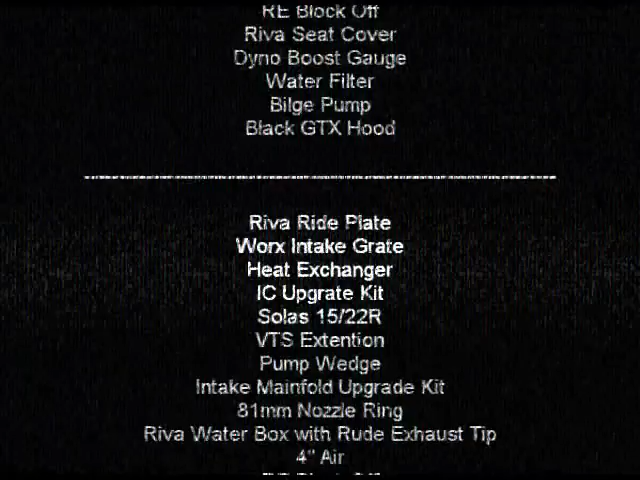 RE Block Off
Riva Seat Cover
Dyno Boost Gauge
Water Filter
Bilge Pump
Black GTX Hood
Riva Ride Plate
Worx Intake Grate
Heat Exchanger
IC Upgrate Kit
Solas 15/22R
VTS Extention
Pump Wedge
Intake Mainfold Upgrade Kit
81mm Nozzle Ring
Riva Water Box with Rude Exhaust Tip
4" Air